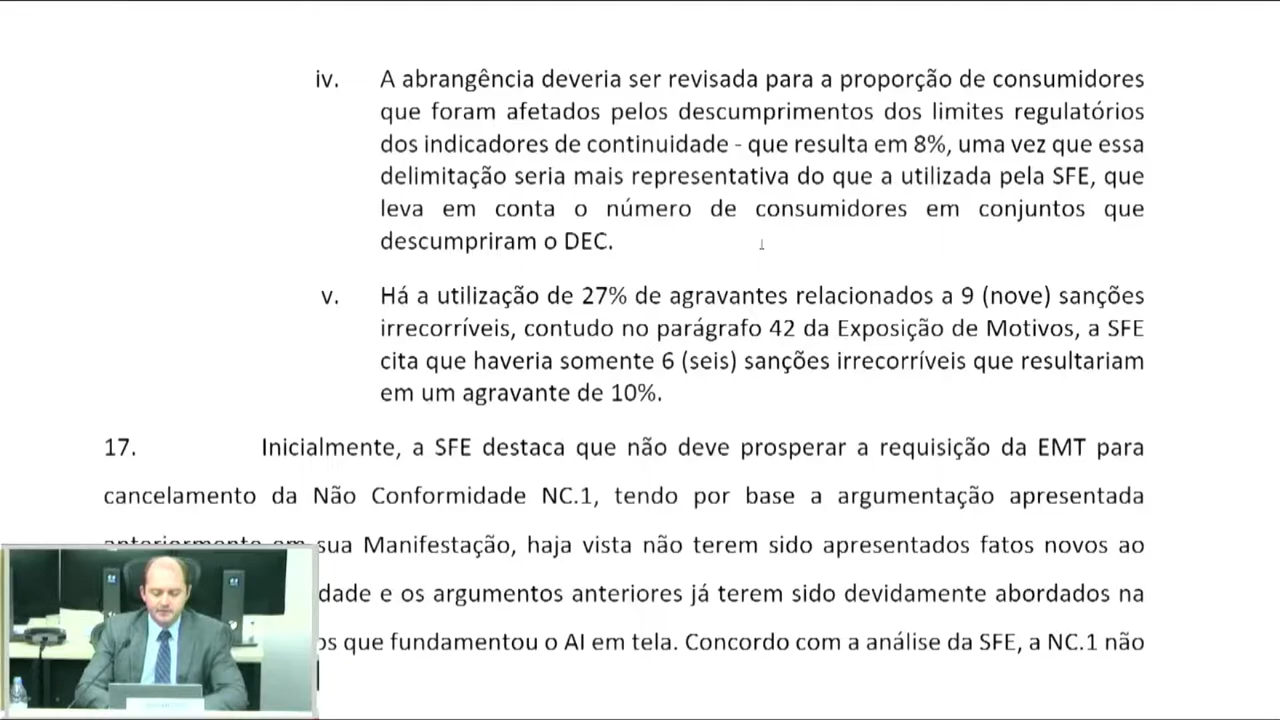 iv. A abrangência deveria ser revisada para a proporção de consumidores
que foram afetados pelos descumprimentos dos limites regulatórios
dos indicadores de continuidade - que resulta em 8%, uma vez que essa
delimitação seria mais representativa do que a utilizada pela SFE, que
leva em conta o número de consumidores em conjuntos que
descumpriram o DEC.
v. Há a utilização de 27% de agravantes relacionados a 9 (nove) sanções
irrecorríveis, contudo no parágrafo 42 da Exposição de Motivos, a SFE
cita que haveria somente 6 (seis) sanções irrecorríveis que resultariam
em um agravante de 10%.
17. Inicialmente, a SFE destaca que não deve prosperar a requisição da EMT para
cancelamento da Não Conformidade NC.1, tendo por base a argumentação apresentada
anteriormente em sua Manifestação, haja vista não terem sido apresentados fatos novos ao
dade e os argumentos anteriores já terem sido devidamente abordados na
os que fundamentou o AI em tela. Concordo com a análise da SFE, a NC.1 não